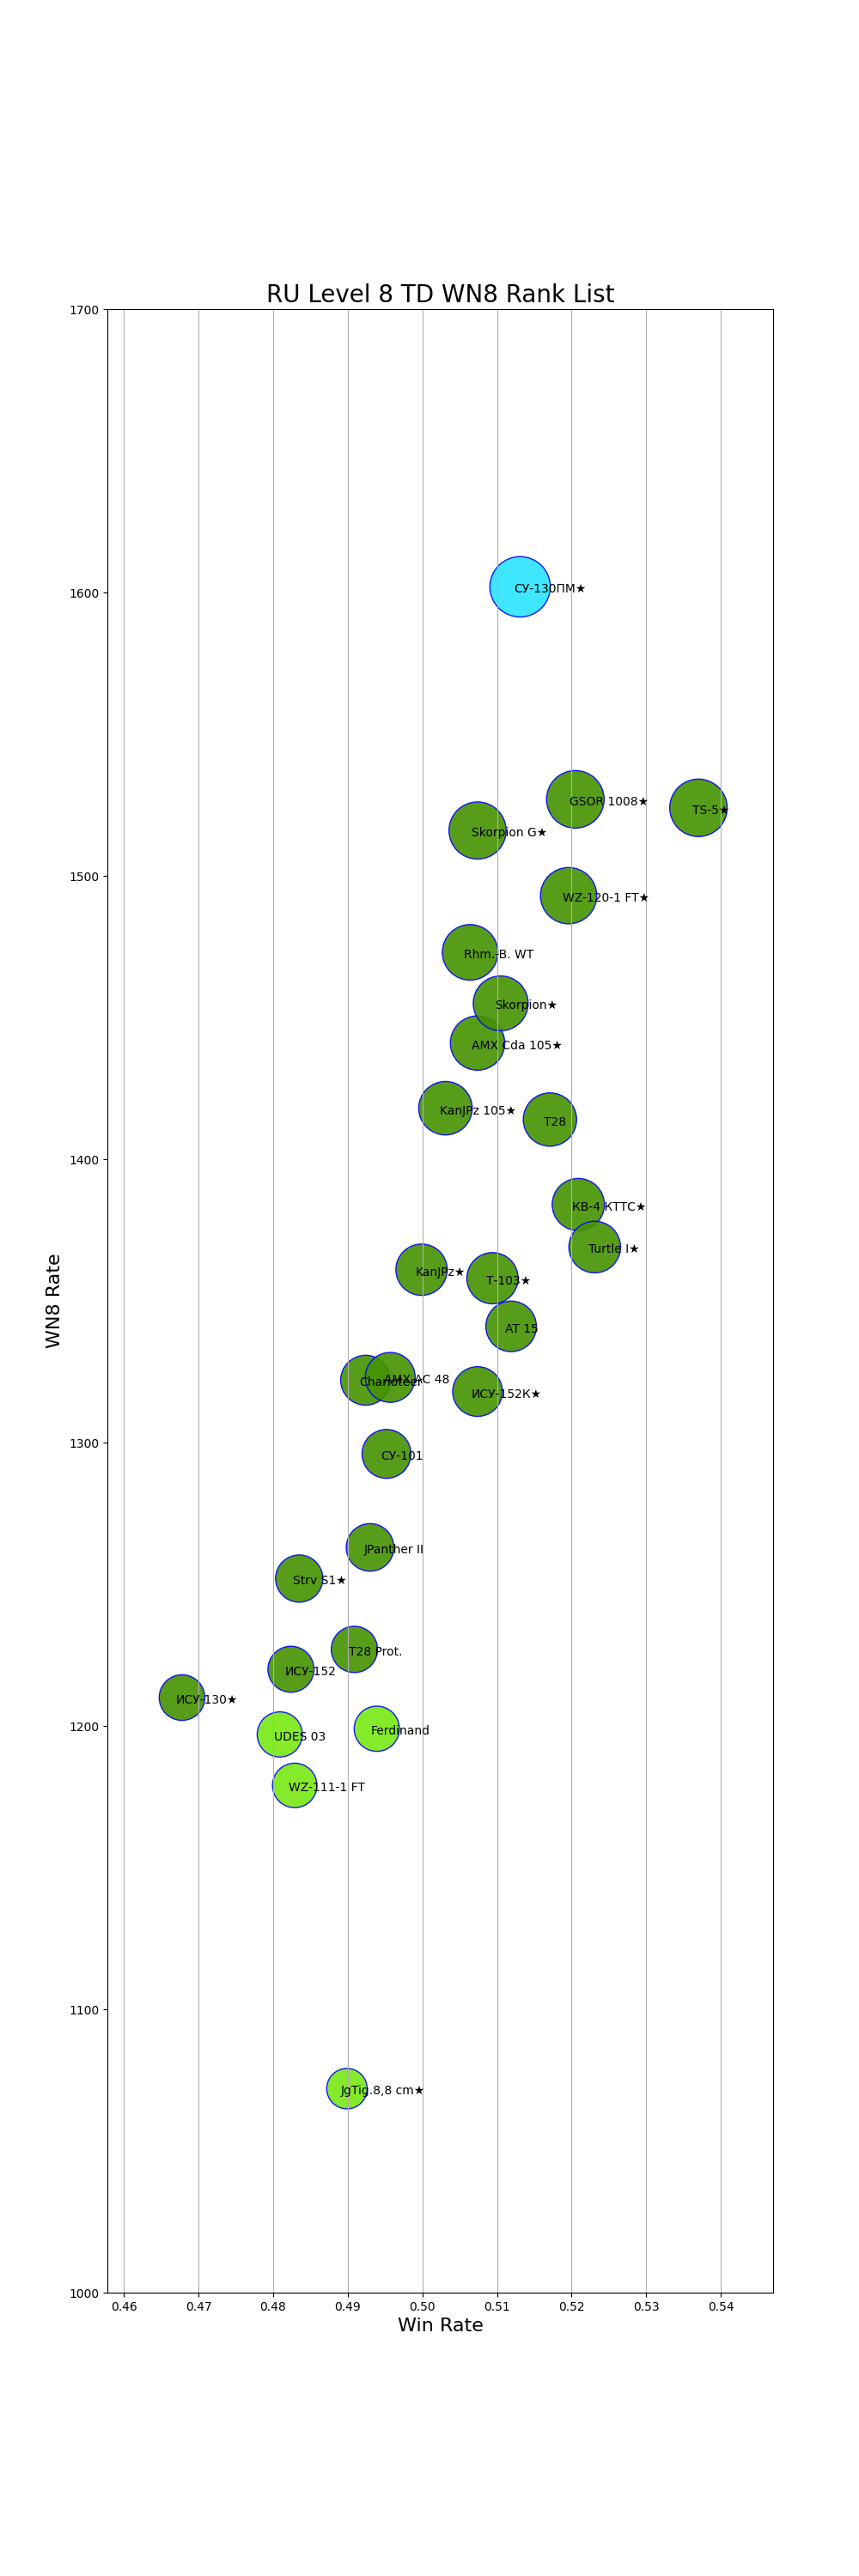 RU Level 8 TD WN8 Rank List
1700
1600
1500
1400
1300
1200
1100
1000
WN8 Rate
СУ-130ПМ★
GSOR 1008★
TS-5★
Skorpion G★
WZ-120-1 FT★
Rhm.-B. WT
Skorpion★
AMX Cda 105★
KanJPz 105★
T28
КВ-4 КТТС★
Turtle I★
KanJPz★
T-103★
AT 15
Charioteer
AMX AC 48
ИСУ-152К★
СУ-101
JPanther II
Strv S1★
T28 Prot.
ИСУ-152
ИСУ-130★
Ferdinand
UDES 03
WZ-111-1 FT
JgTig.8,8 cm★
0.46
0.47
0.48
0.49
0.50
0.51
0.52
0.53
0.54
Win Rate